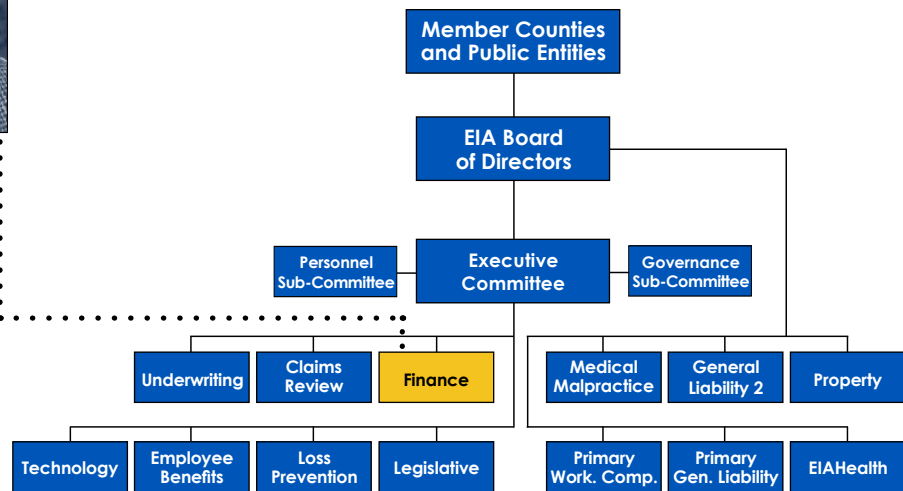 Member Counties
and Public Entities
EIA Board
of Directors
Personnel
Sub-Committee
Executive
Committee
Governance
Sub-Committee
Underwriting
Claims
Review
Finance
Medical
Malpractice
General
Liability 2
Property
Technology
Employee
Benefits
Loss
Prevention
Legislative
Primary
Work. Comp.
Primary
Gen. Liability
EIAHealth